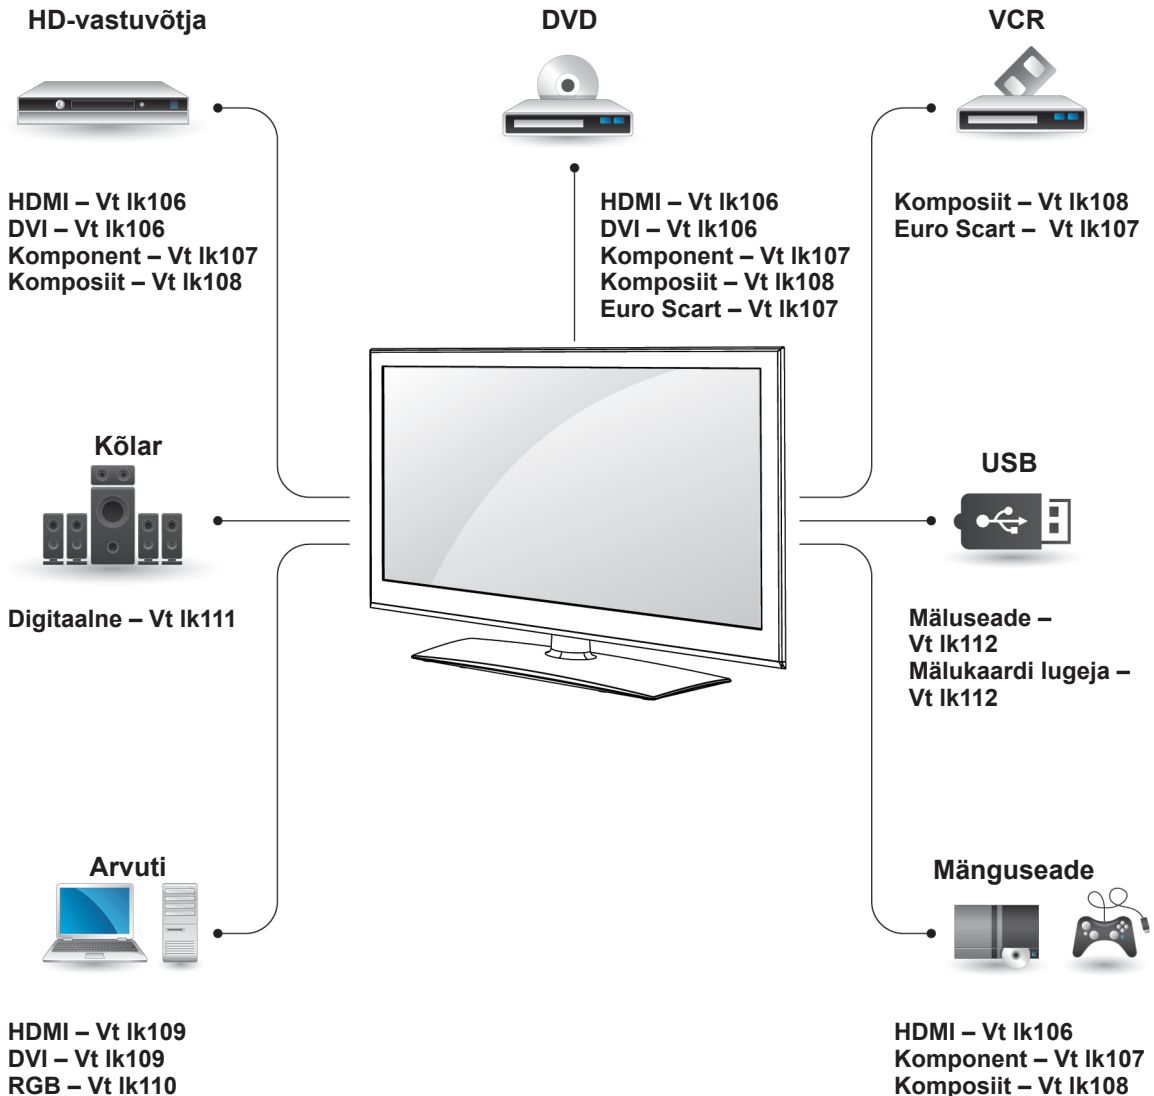 HD-vastuvõtja
HDMI – Vt lk106
DVI – Vt lk106
Komponent – Vt lk107
Komposiit – Vt lk108
DVD
HDMI – Vt lk106
DVI – Vt lk106
Komponent – Vt lk107
Komposiit – Vt lk108
Euro Scart – Vt lk107
VCR
Komposiit – Vt lk108
Euro Scart – Vt lk107
Kõlar
Digitaalne – Vt lk111
USB
Mäluseade –
Vt lk112
Mälukaardi lugeja –
Vt lk112
Arvuti
HDMI – Vt lk109
DVI – Vt lk109
RGB – Vt lk110
Mänguseade
HDMI – Vt lk106
Komponent – Vt lk107
Komposiit – Vt lk108